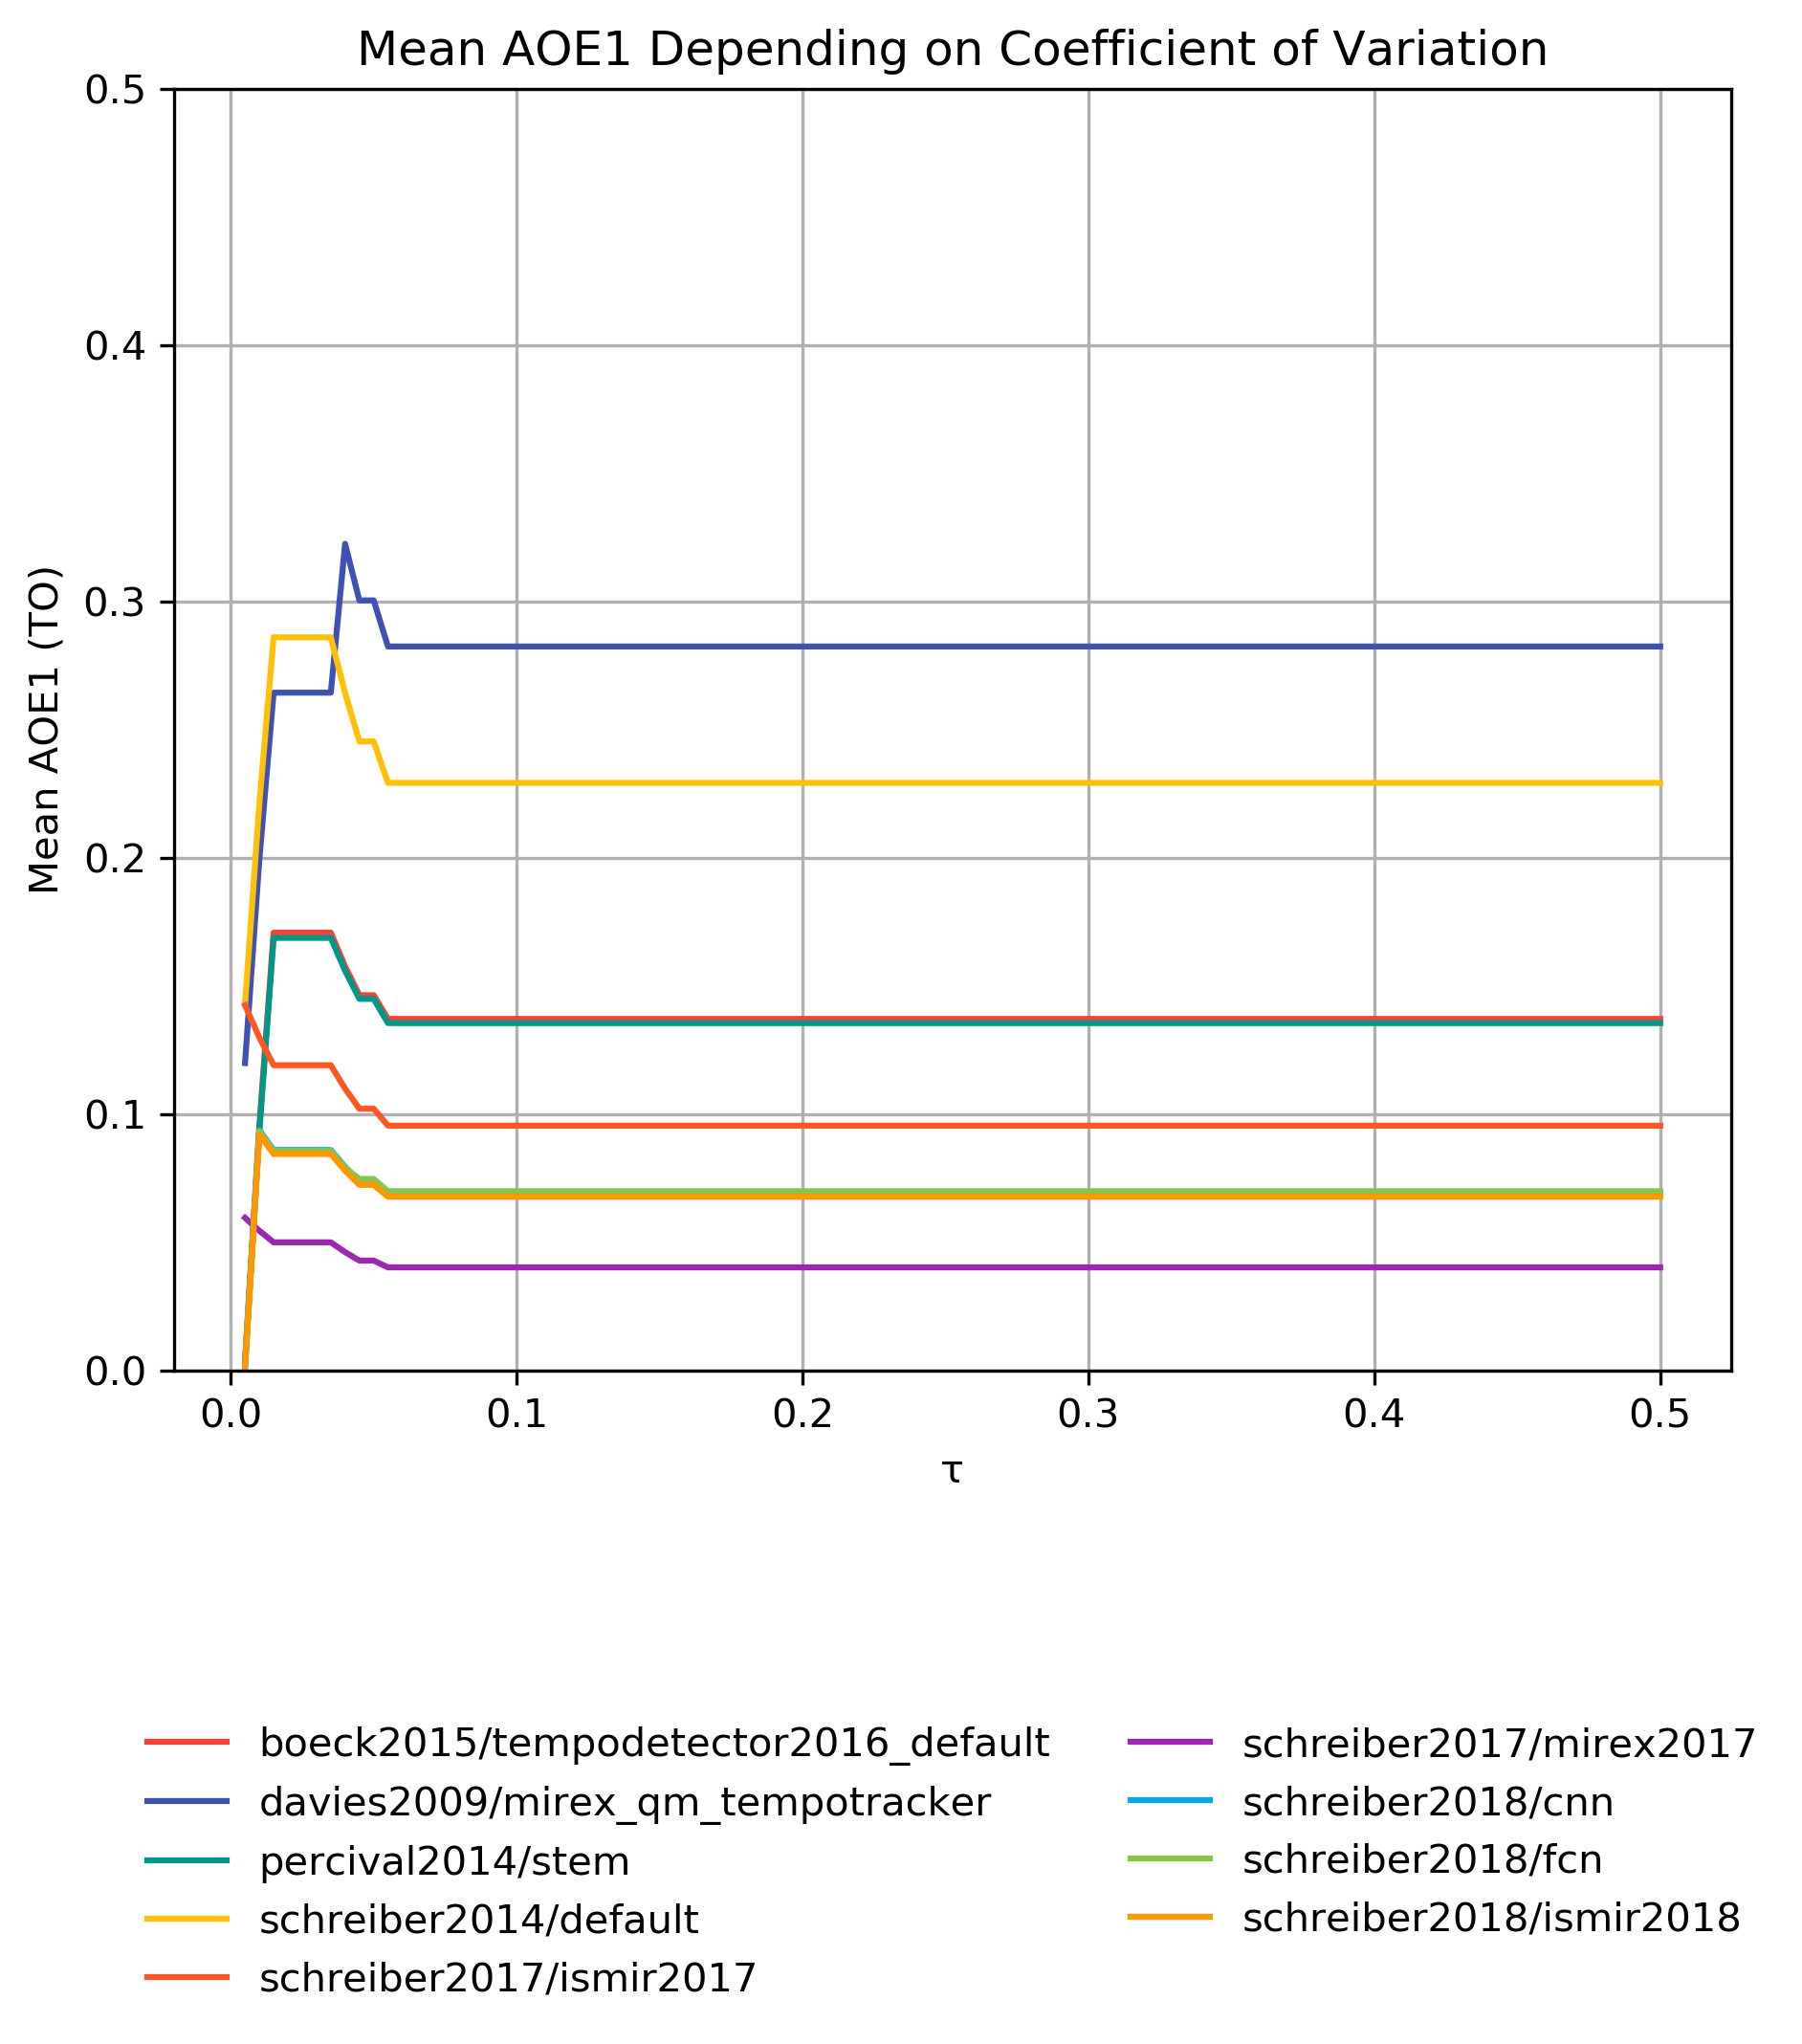 Mean AOE1 Depending on Coefficient of Variation
0.5
0.4
0.3
0.2
0.1
0.0
Mean AOE1 (TO)
0.0 0.1 0.2 0.3 0.4 0.5
τ
boeck2015/tempodetector2016_default
davies2009/mirex_qm_tempotracker
percival2014/stem
schreiber2014/default
schreiber2017/ismir2017
schreiber2017/mirex2017
schreiber2018/cnn
schreiber2018/fcn
schreiber2018/ismir2018